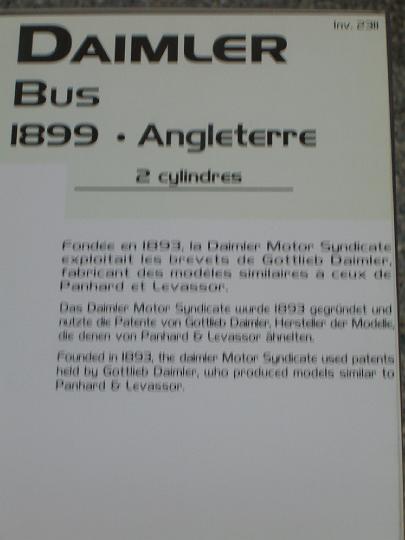 Inv. 2311
DAIMLER
BUS
1899 • Angleterre
2 cylindres
Fondée en 1893, la Daimler Motor Syndicate
exploitait les brevets de Gottlieb Daimler,
fabricant des modèles similaires à ceux de
Panhard et Levassor.
Das Daimler Motor Syndicate wurde 1893 gegründet und
nutzte die Patente von Gottlieb Daimler, Hersteller der Modelle,
die denen von Panhard & Levassor ähnelten.
Founded in 1893, the daimler Motor Syndicate used patents
held by Gottlieb Daimler, who produced models similar to
Panhard & Levassor.